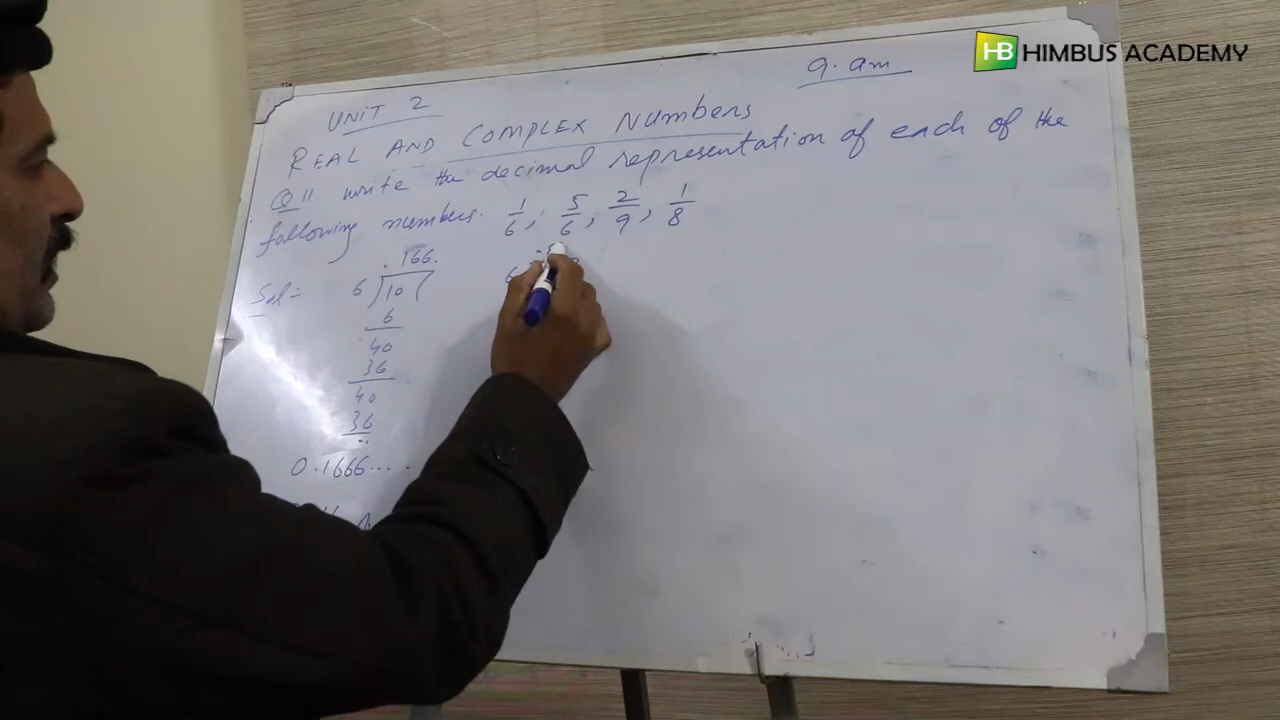 HB HIMBUS ACADEMY
9. am
UNIT 2
REAL AND COMPLEX NUMBERS
Q11 write the decimal representation of each of the
following numbers. 1/6, 5/6, 2/9, 1/8
.166.
Sol= 6)10
6
40
36
40
36
0.1666...
6